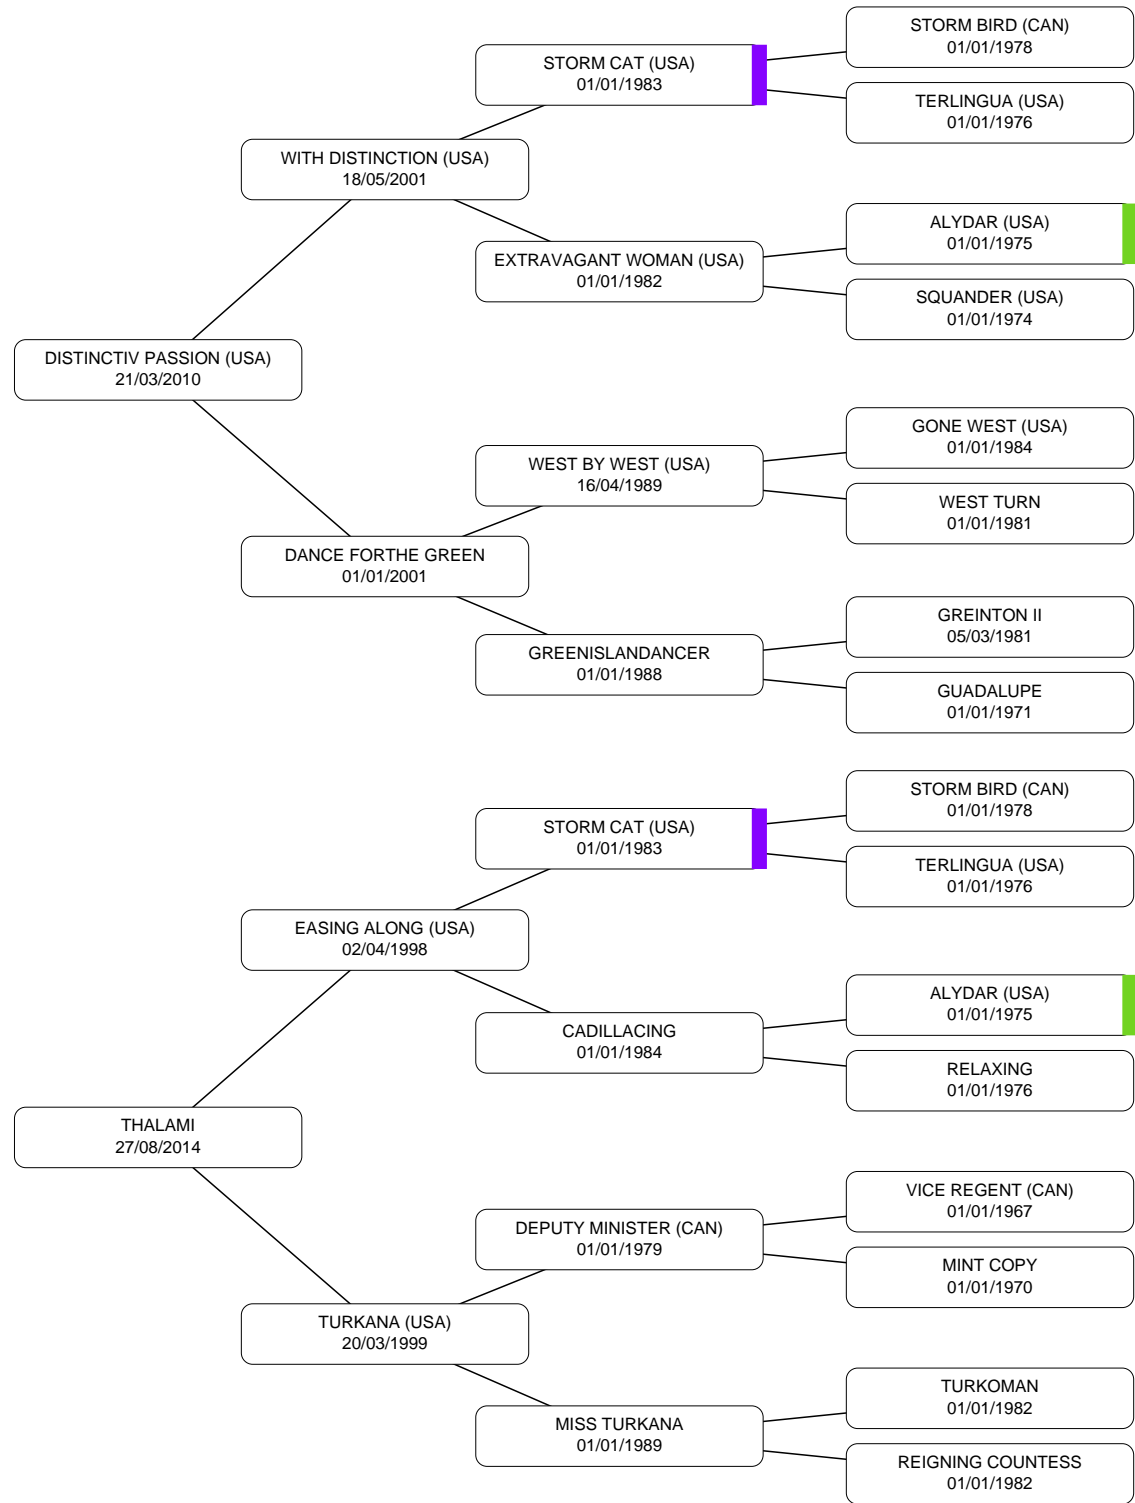 STORM BIRD (CAN)
01/01/1978
STORM CAT (USA)
01/01/1983
TERLINGUA (USA)
01/01/1976
WITH DISTINCTION (USA)
18/05/2001
ALYDAR (USA)
01/01/1975
EXTRAVAGANT WOMAN (USA)
01/01/1982
SQUANDER (USA)
01/01/1974
DISTINCTIV PASSION (USA)
21/03/2010
GONE WEST (USA)
01/01/1984
WEST BY WEST (USA)
16/04/1989
WEST TURN
01/01/1981
DANCE FORTHE GREEN
01/01/2001
GREINTON II
05/03/1981
GREENISLANDANCER
01/01/1988
GUADALUPE
01/01/1971
STORM BIRD (CAN)
01/01/1978
STORM CAT (USA)
01/01/1983
TERLINGUA (USA)
01/01/1976
EASING ALONG (USA)
02/04/1998
ALYDAR (USA)
01/01/1975
CADILLACING
01/01/1984
RELAXING
01/01/1976
THALAMI
27/08/2014
VICE REGENT (CAN)
01/01/1967
DEPUTY MINISTER (CAN)
01/01/1979
MINT COPY
01/01/1970
TURKANA (USA)
20/03/1999
TURKOMAN
01/01/1982
MISS TURKANA
01/01/1989
REIGNING COUNTESS
01/01/1982